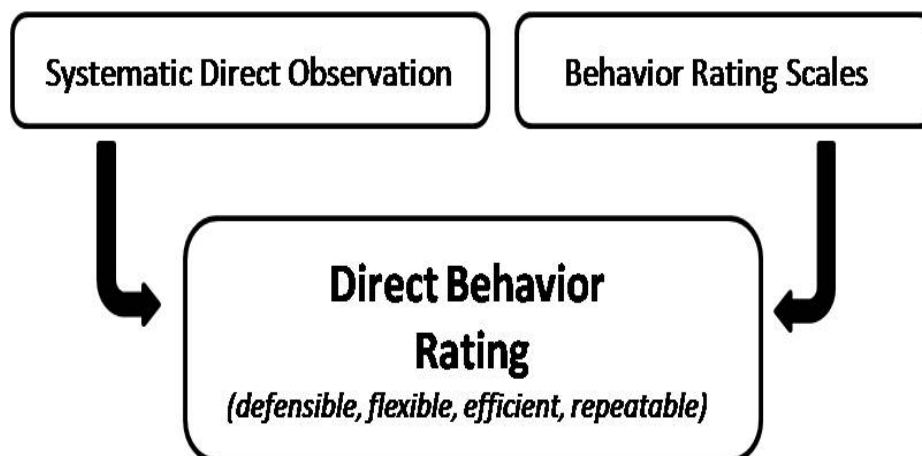 Systematic Direct Observation
Behavior Rating Scales
Direct Behavior
Rating
(defensible, flexible, efficient, repeatable)